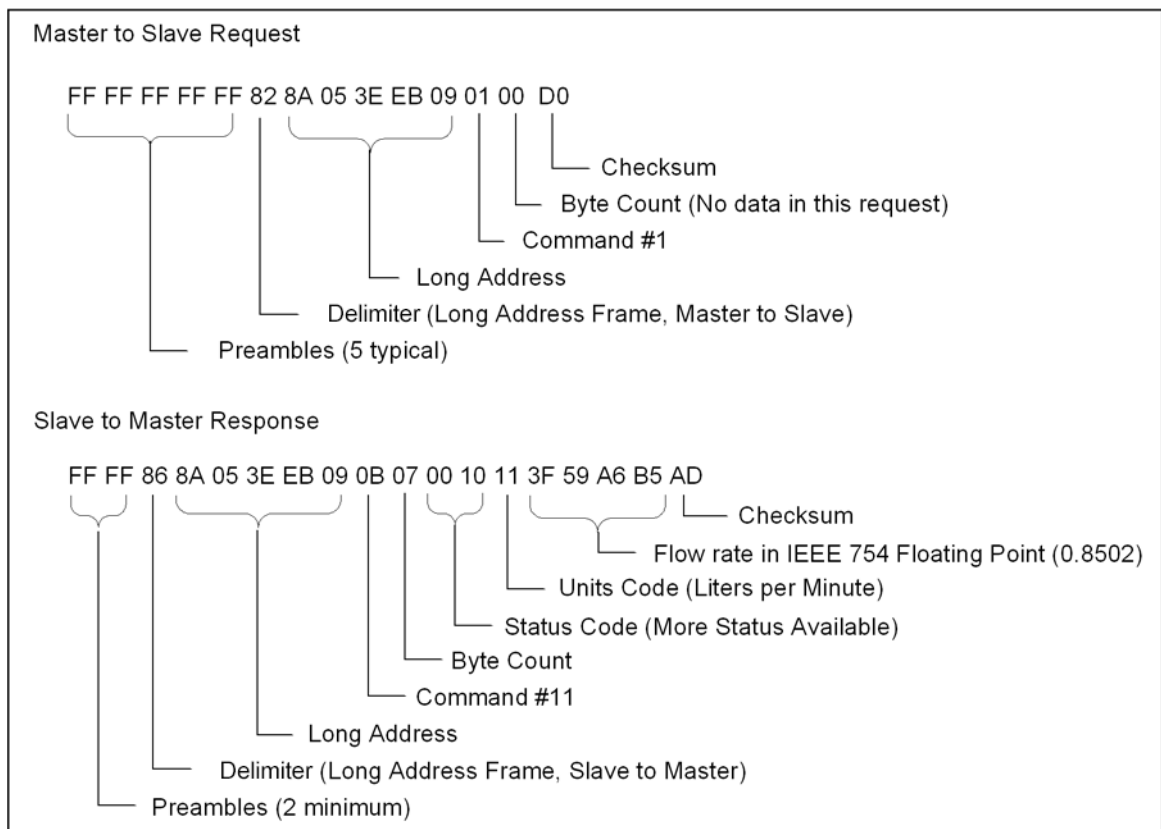 Master to Slave Request
FF FF FF FF FF 82 8A 05 3E EB 09 01 00 D0
Checksum
Byte Count (No data in this request)
Command #1
Long Address
Delimiter (Long Address Frame, Master to Slave)
Preambles (5 typical)
Slave to Master Response
FF FF 86 8A 05 3E EB 09 0B 07 00 10 11 3F 59 A6 B5 AD
Checksum
Flow rate in IEEE 754 Floating Point (0.8502)
Units Code (Liters per Minute)
Status Code (More Status Available)
Byte Count
Command #11
Long Address
Delimiter (Long Address Frame, Slave to Master)
Preambles (2 minimum)